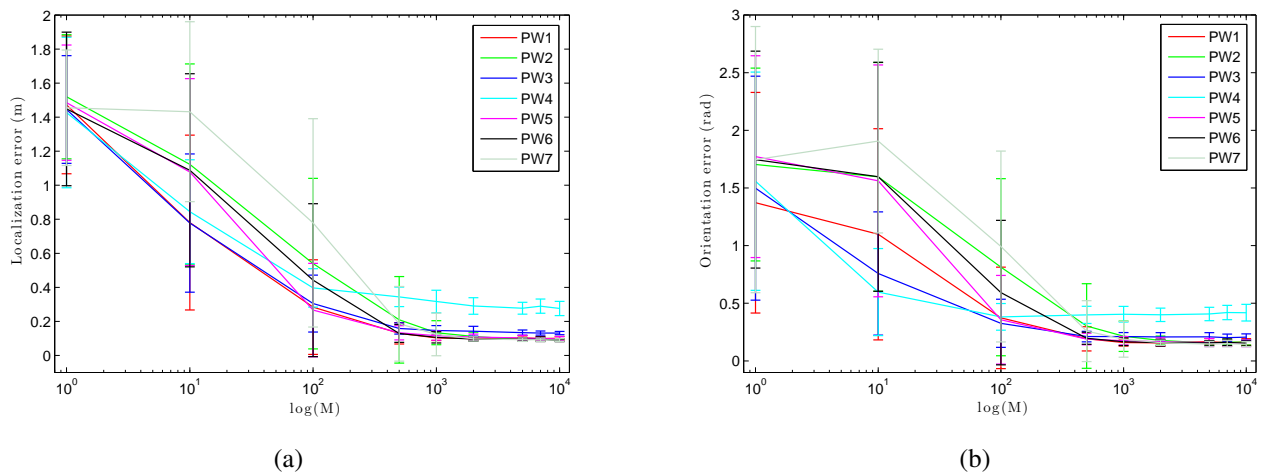 2
1.8
1.6
1.4
1.2
1
0.8
0.6
0.4
0.2
0
Localization error (m)
10^0 10^1 10^2 10^3 10^4
log(M)
PW1
PW2
PW3
PW4
PW5
PW6
PW7
(a)
3
2.5
2
1.5
1
0.5
0
Orientation error (rad)
10^0 10^1 10^2 10^3 10^4
log(M)
PW1
PW2
PW3
PW4
PW5
PW6
PW7
(b)